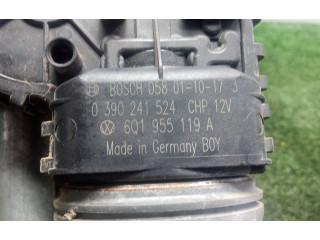 BOSCH 058 01-10-17 3
0 390 241 524 CHP 12V
6Q1 955 119 A
Made in Germany BOY